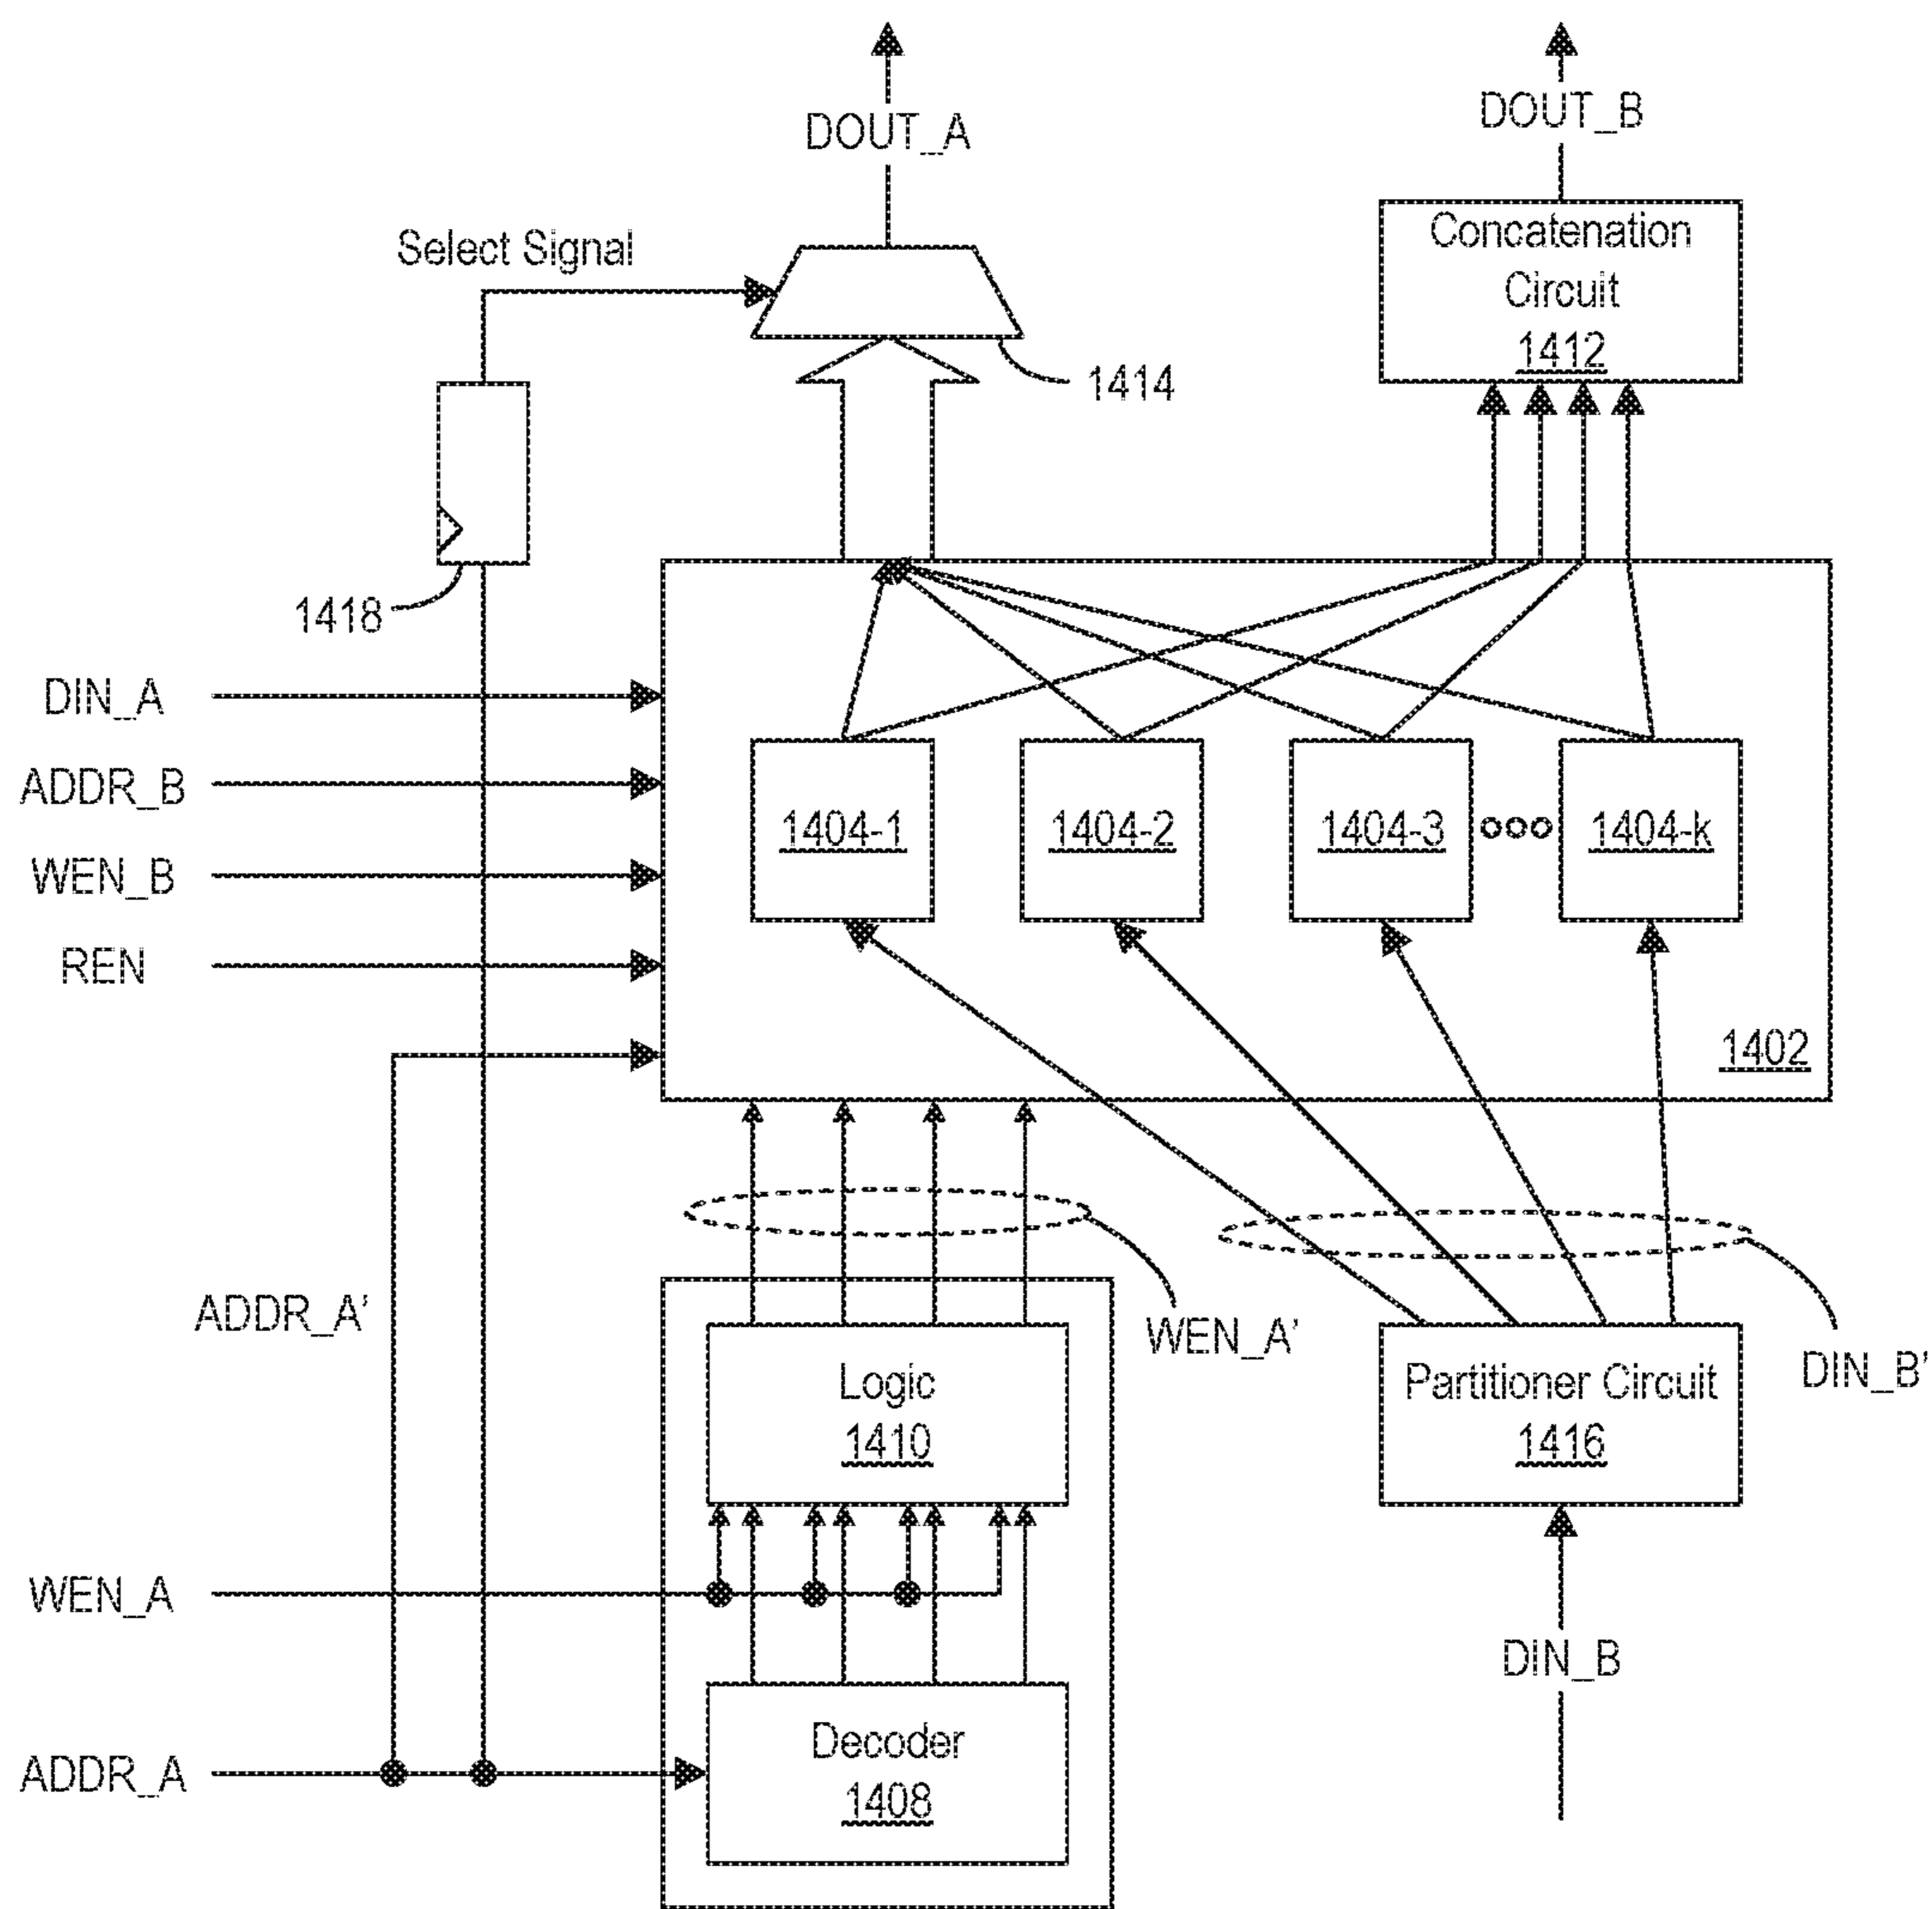 DOUT_A
DOUT_B
Select Signal
Concatenation
Circuit
1412
1414
1418
DIN_A
ADDR_B
WEN_B
REN
1404-1
1404-2
1404-3
1404-k
1402
ADDR_A'
WEN_A'
DIN_B'
Logic
1410
Partitioner Circuit
1416
WEN_A
DIN_B
Decoder
1408
ADDR_A